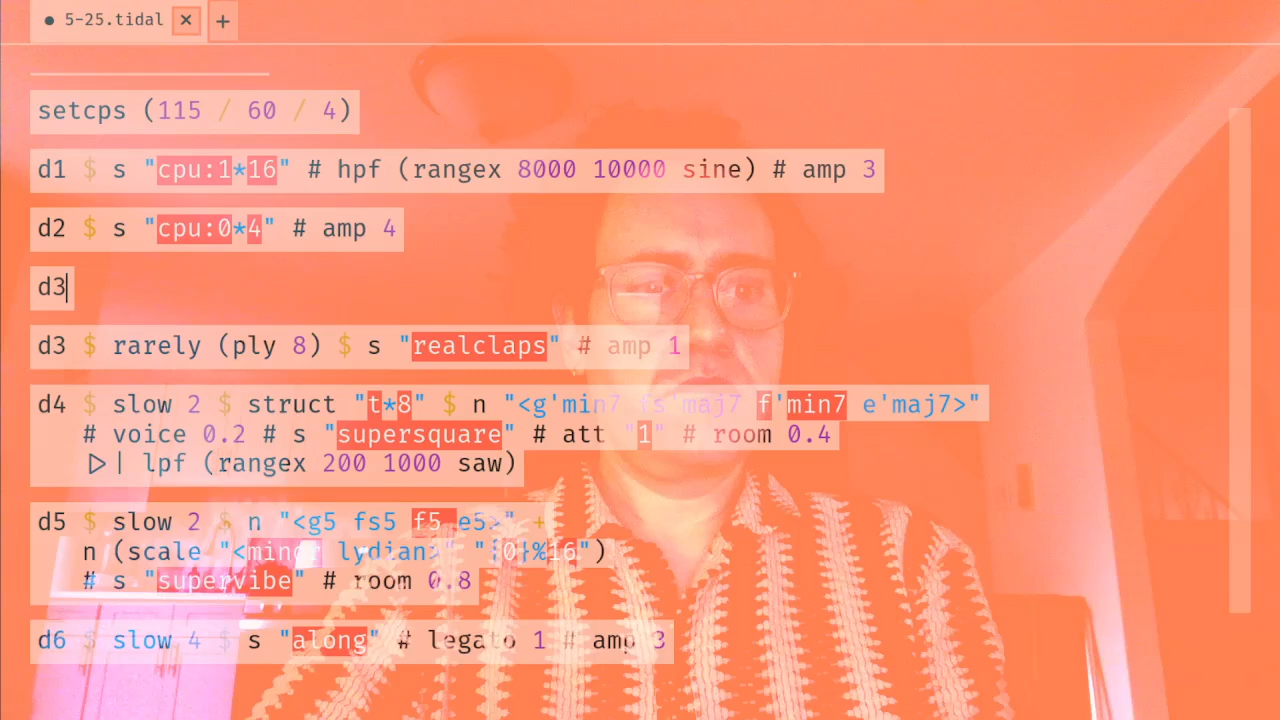 ● 5-25.tidal × +
setcps (115 / 60 / 4)
d1 $ s "cpu:1*16" # hpf (rangex 8000 10000 sine) # amp 3
d2 $ s "cpu:0*4" # amp 4
d3
d3 $ rarely (ply 8) $ s "realclaps" # amp 1
d4 $ slow 2 $ struct "t*8" $ n "<g'min7 fs'maj7 f'min7 e'maj7>"
# voice 0.2 # s "supersquare" # att "1" # room 0.4
▷| lpf (rangex 200 1000 saw)
d5 $ slow 2 $ n "<g5 fs5 f5 e5>" +
n (scale "<minor lydian>" "{0}%16")
# s "supervibe" # room 0.8
d6 $ slow 4 $ s "along" # legato 1 # amp 3